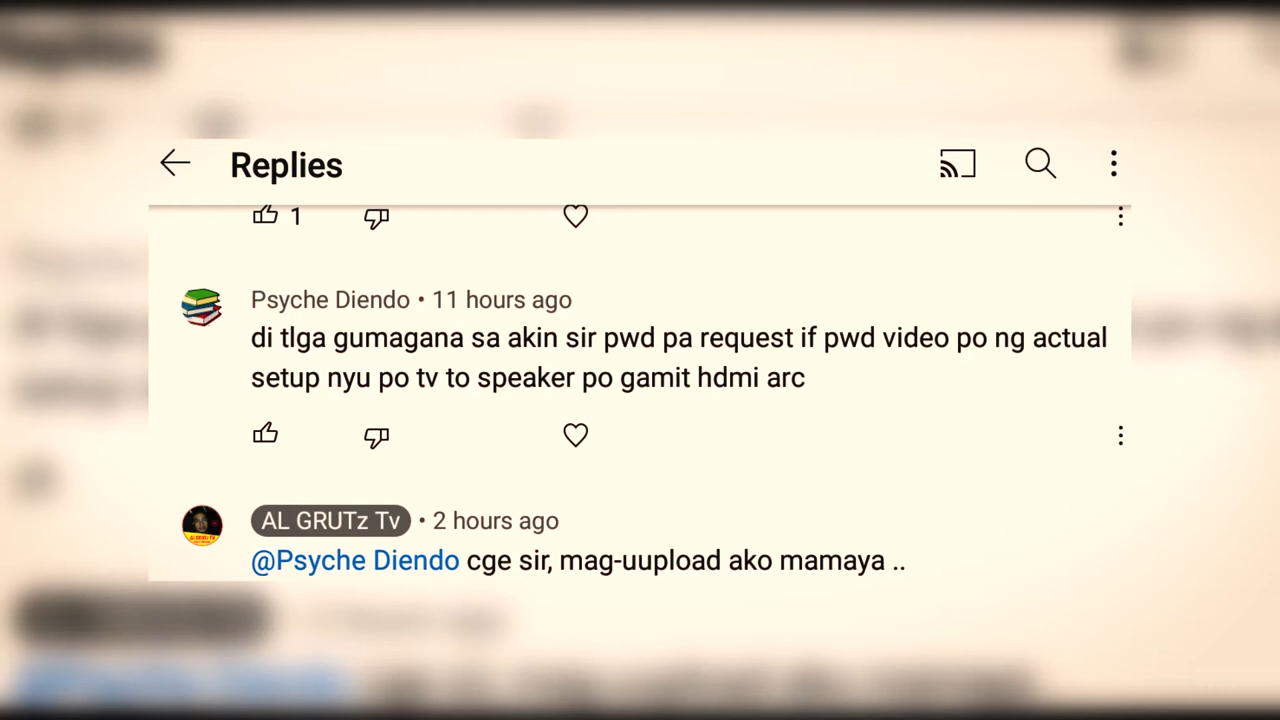 Replies
1
Psyche Diendo • 11 hours ago
di tlga gumagana sa akin sir pwd pa request if pwd video po ng actual
setup nyu po tv to speaker po gamit hdmi arc
AL GRUTz Tv • 2 hours ago
@Psyche Diendo cge sir, mag-uupload ako mamaya ..